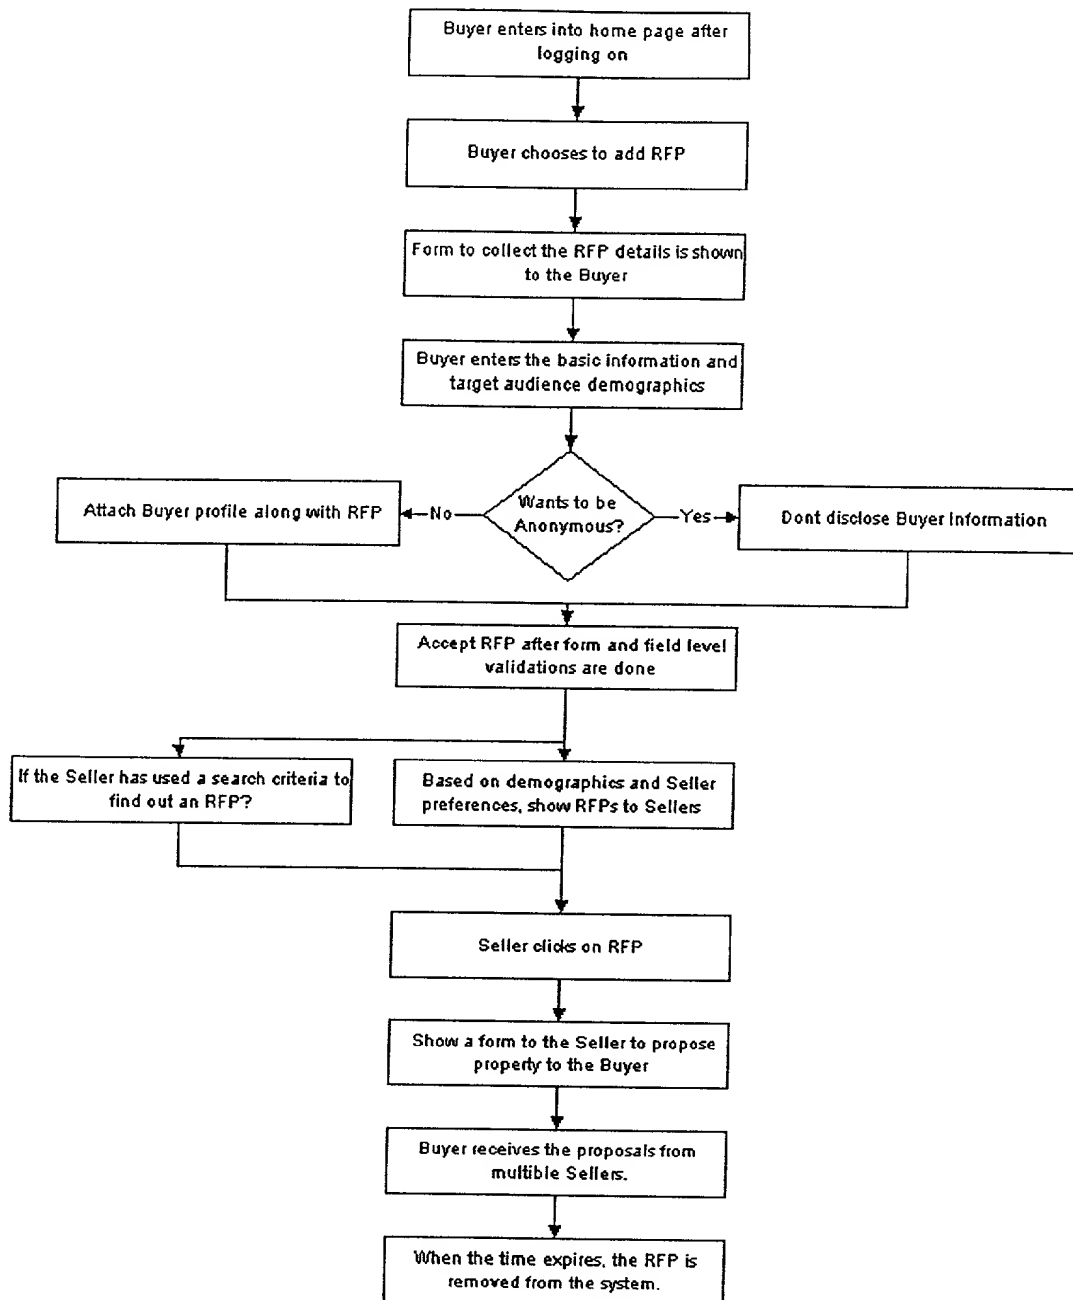 Buyer enters into home page after
logging on
Buyer chooses to add RFP
Form to collect the RFP details is shown
to the Buyer
Buyer enters the basic information and
target audience demographics
Wants to be
Anonymous?
Attach Buyer profile along with RFP
No
Yes
Dont disclose Buyer Information
Accept RFP after form and field level
validations are done
If the Seller has used a search criteria to
find out an RFP?
Based on demographics and Seller
preferences, show RFPs to Sellers
Seller clicks on RFP
Show a form to the Seller to propose
property to the Buyer
Buyer receives the proposals from
multible Sellers.
When the time expires, the RFP is
removed from the system.